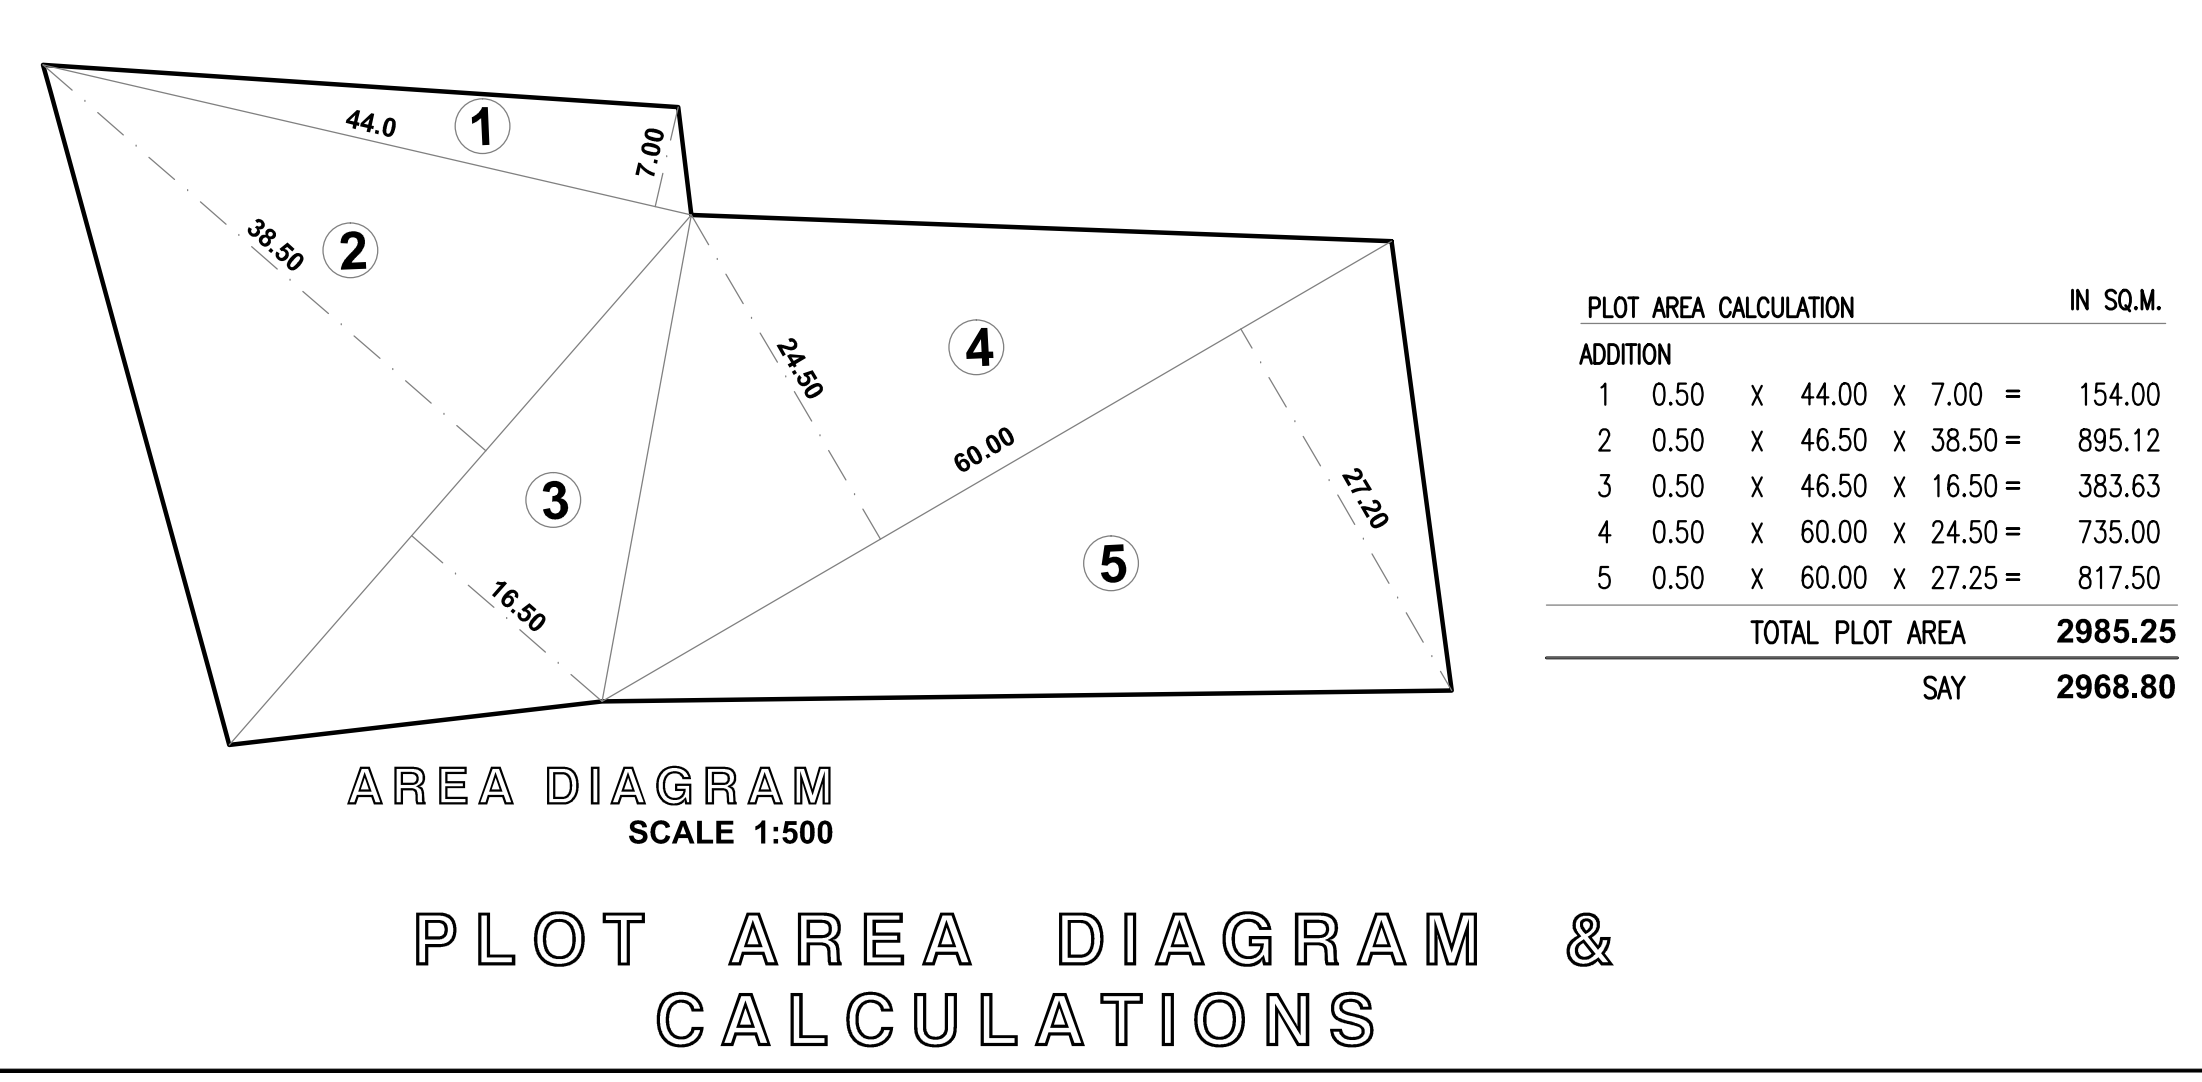 44.0
1
7.00
38.50
2
24.50
4
60.00
3
27.20
5
16.50
PLOT AREA CALCULATION IN SQ.M.
ADDITION
1 0.50 X 44.00 X 7.00 = 154.00
2 0.50 X 46.50 X 38.50 = 895.12
3 0.50 X 46.50 X 16.50 = 383.63
4 0.50 X 60.00 X 24.50 = 735.00
5 0.50 X 60.00 X 27.25 = 817.50
TOTAL PLOT AREA 2985.25
SAY 2968.80
AREA DIAGRAM
SCALE 1:500
PLOT AREA DIAGRAM &
CALCULATIONS